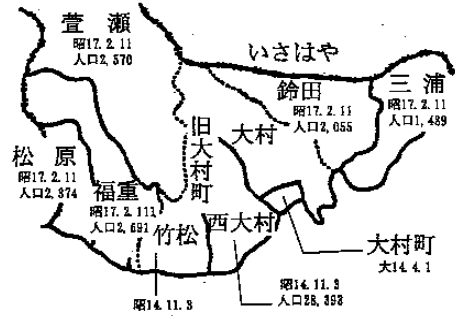 萱瀬
昭17.2.11
人口2,570
いさはや
三浦
昭17.2.11
人口1,489
鈴田
昭17.2.11
人口2,055
大村
旧大村町
松原
昭17.2.11
人口2,374
福重
昭17.2.111
人口2,691
竹松
西大村
大村町
大14.4.1
昭14.11.3
昭14.11.3
人口28,393